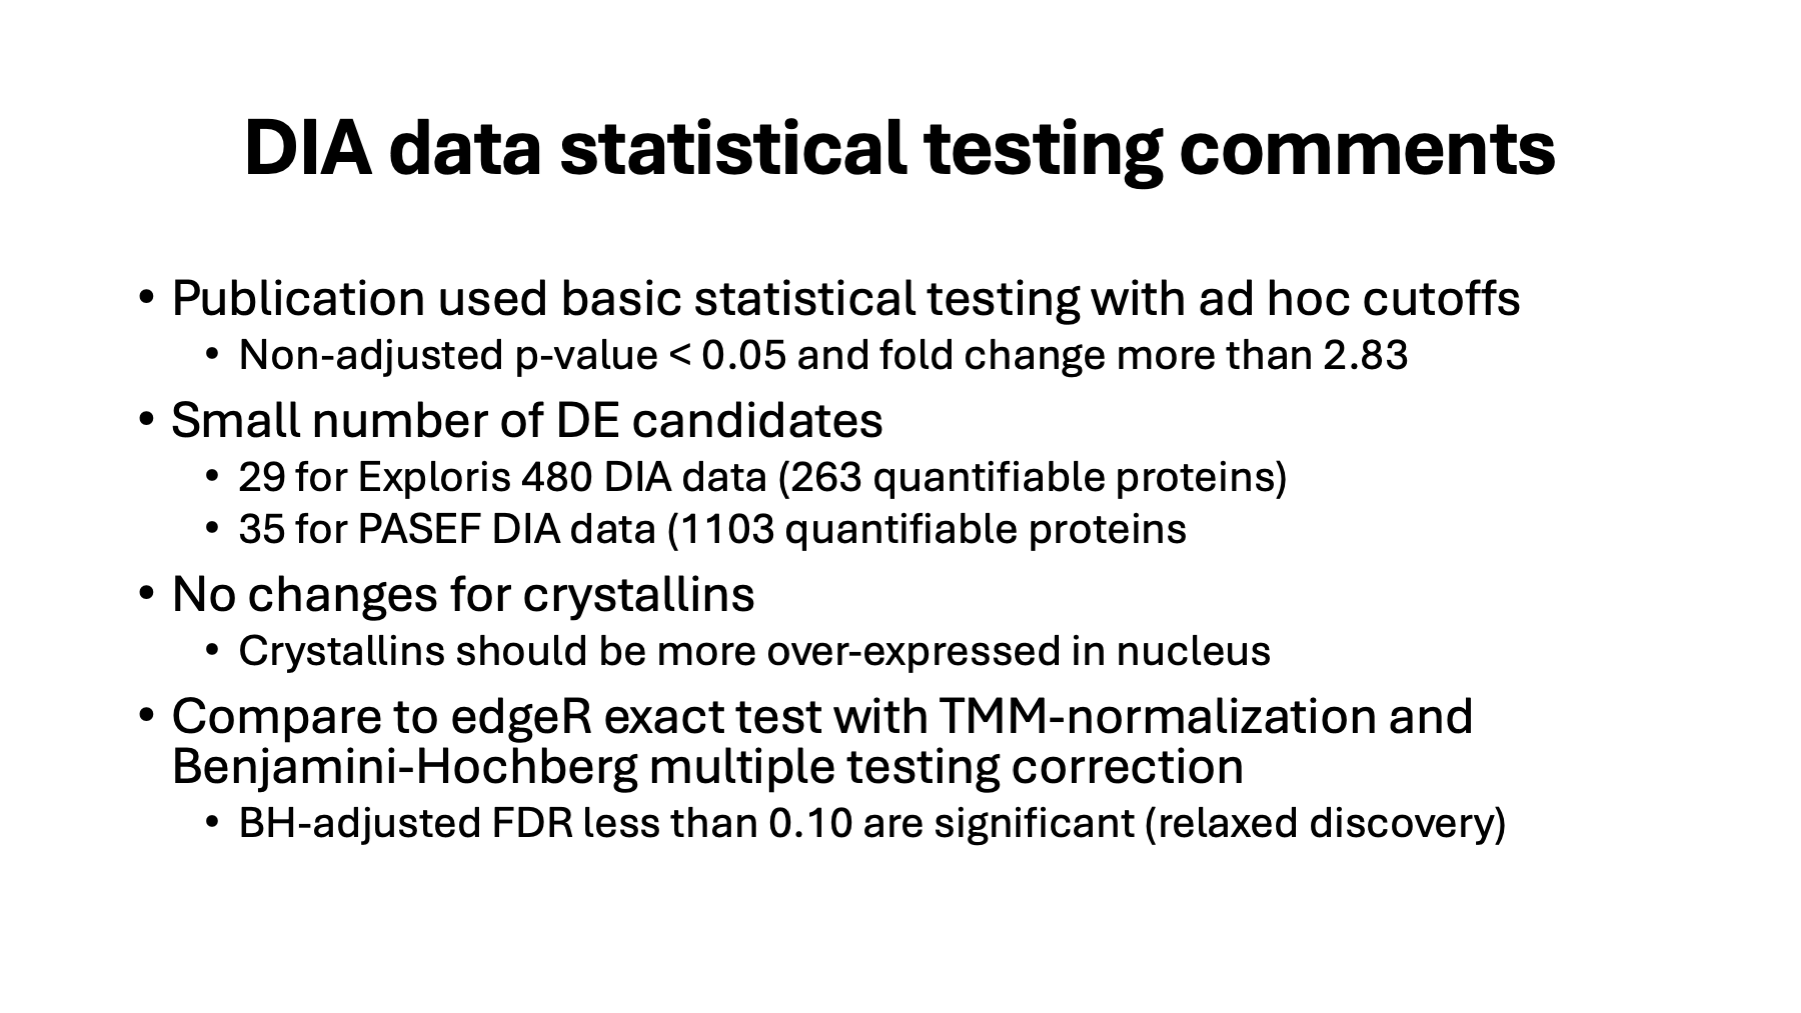 DIA data statistical testing comments
• Publication used basic statistical testing with ad hoc cutoffs
• Non-adjusted p-value < 0.05 and fold change more than 2.83
• Small number of DE candidates
• 29 for Exploris 480 DIA data (263 quantifiable proteins)
• 35 for PASEF DIA data (1103 quantifiable proteins
• No changes for crystallins
• Crystallins should be more over-expressed in nucleus
• Compare to edgeR exact test with TMM-normalization and
Benjamini-Hochberg multiple testing correction
• BH-adjusted FDR less than 0.10 are significant (relaxed discovery)